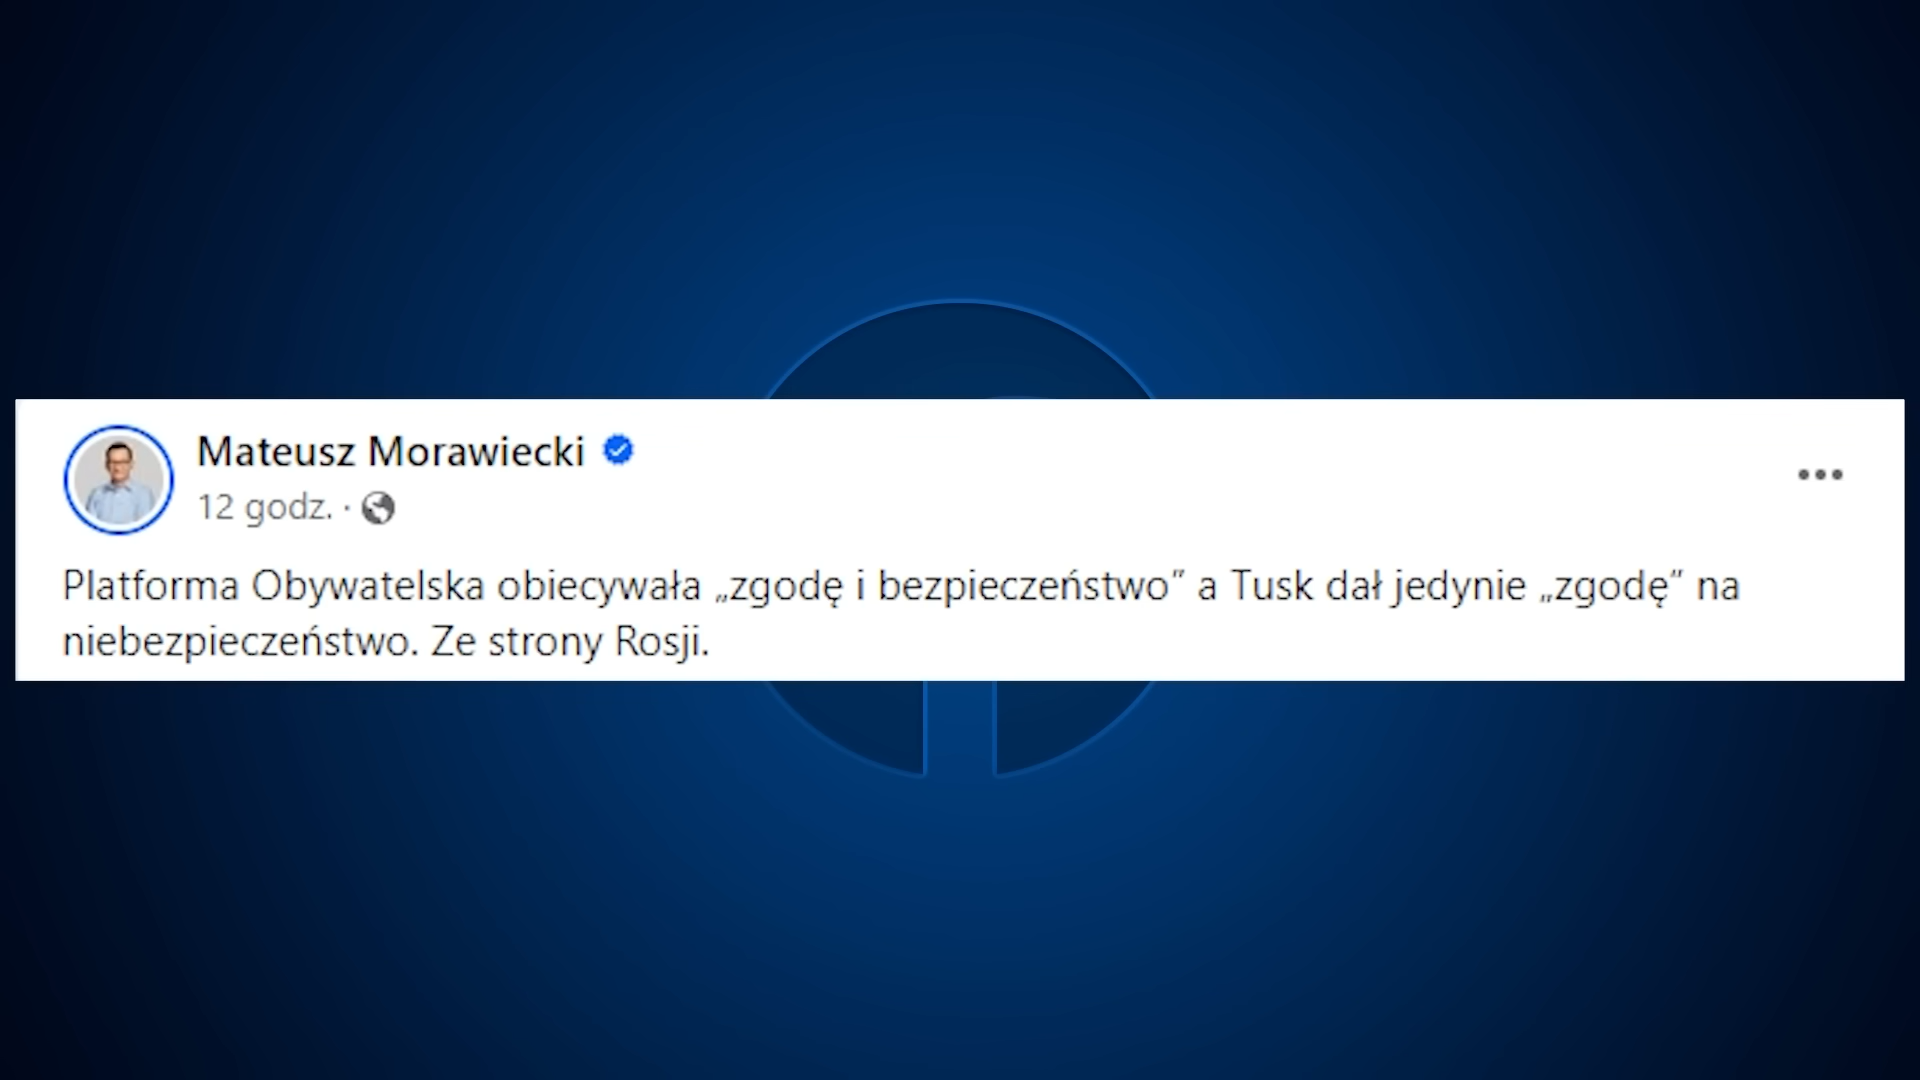 Mateusz Morawiecki
12 godz. ·
Platforma Obywatelska obiecywała „zgodę i bezpieczeństwo” a Tusk dał jedynie „zgodę” na
niebezpieczeństwo. Ze strony Rosji.